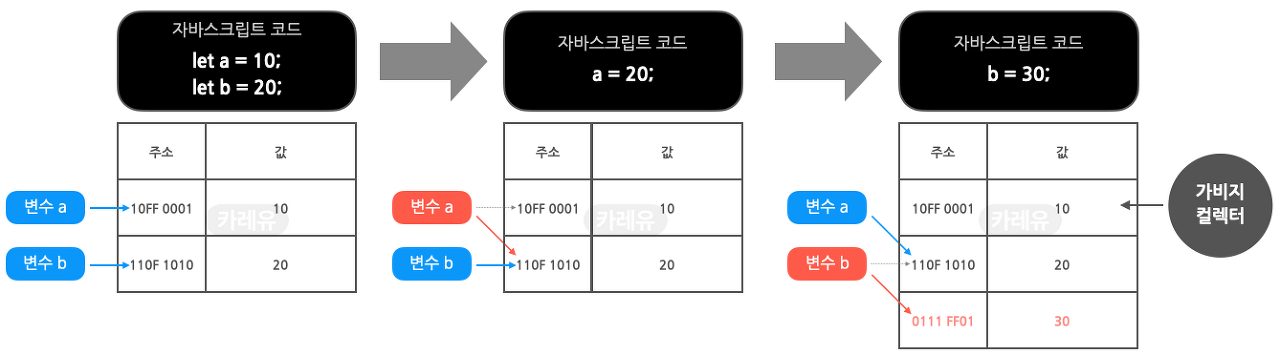 자바스크립트 코드
let a = 10;
let b = 20;
주소 값
변수 a 10FF 0001 10
카레유
변수 b 110F 1010 20
자바스크립트 코드
a = 20;
주소 값
변수 a 10FF 0001 10
카레유
변수 b 110F 1010 20
자바스크립트 코드
b = 30;
주소 값
변수 a 10FF 0001 10
카레유
변수 b 110F 1010 20
0111 FF01 30
가비지
컬렉터